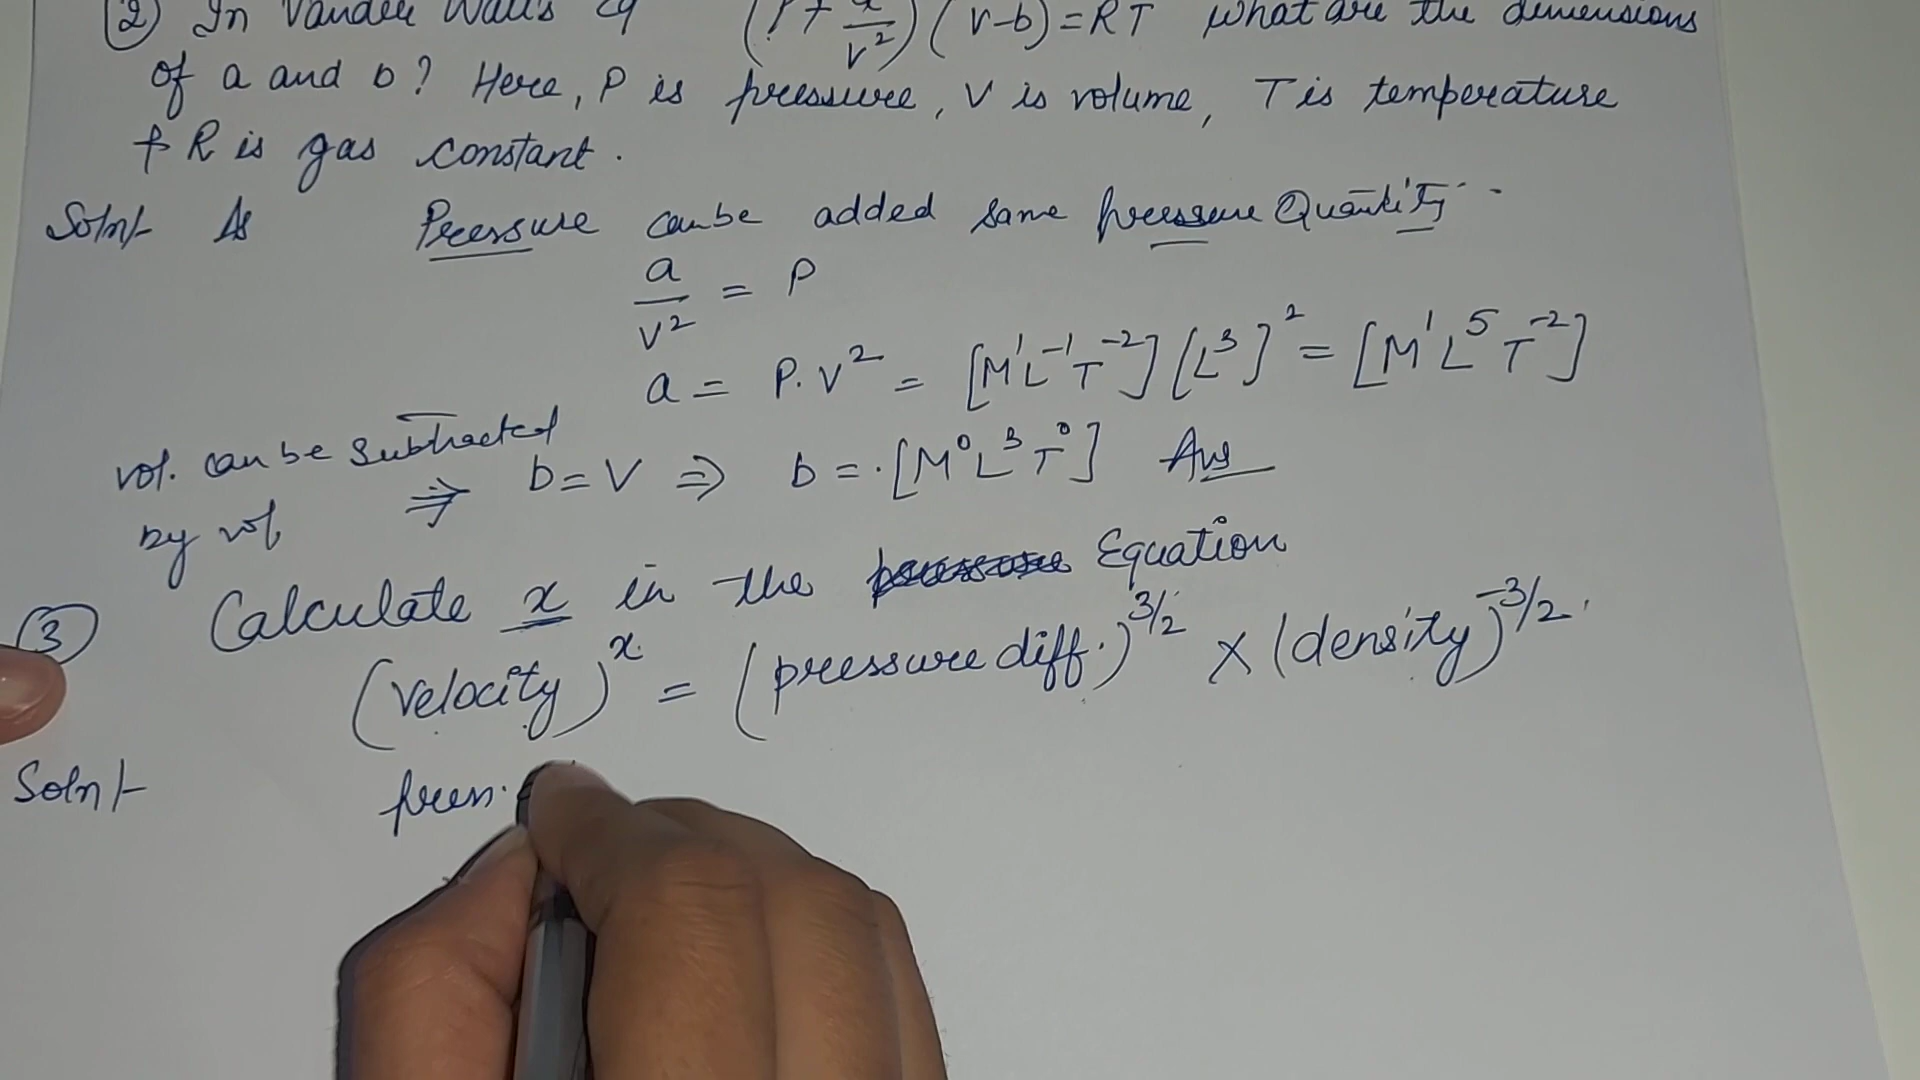 (2) In Vander Wall's eq (P + a/v²) (v-b) = RT what are the dimensions
of a and b? Here, P is pressure, V is volume, T is temperature
& R is gas constant.
Soln:- As Pressure can be added same pressure Quantity
a/V² = P
a = P.V² = [M¹L⁻¹T⁻²][L³]² = [M¹L⁵T⁻²]
vol. can be subtracted
by vol. ⇒ b = V ⇒ b = [M⁰L³T⁰] Ans
(3) Calculate x in the Equation
(velocity)ˣ = (pressure diff.)^3/2 × (density)^-3/2
Soln:- press.